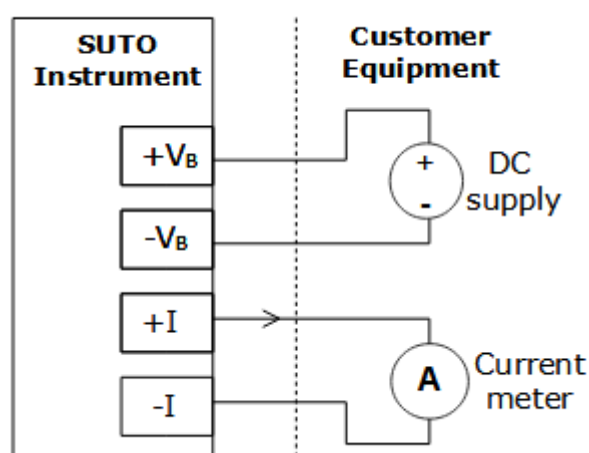 SUTO
Instrument
Customer
Equipment
+VB
+
-
DC
supply
-VB
+I
A
Current
meter
-I